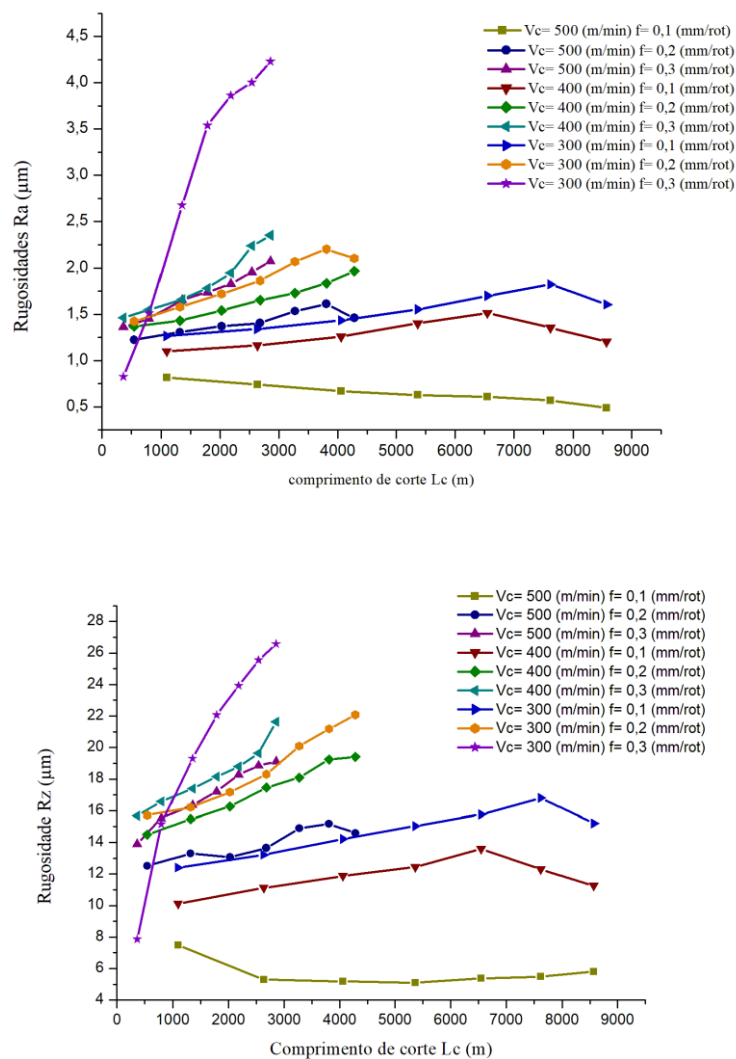 Vc= 500 (m/min) f= 0,1 (mm/rot)
Vc= 500 (m/min) f= 0,2 (mm/rot)
Vc= 500 (m/min) f= 0,3 (mm/rot)
Vc= 400 (m/min) f= 0,1 (mm/rot)
Vc= 400 (m/min) f= 0,2 (mm/rot)
Vc= 400 (m/min) f= 0,3 (mm/rot)
Vc= 300 (m/min) f= 0,1 (mm/rot)
Vc= 300 (m/min) f= 0,2 (mm/rot)
Vc= 300 (m/min) f= 0,3 (mm/rot)
Rugosidades Ra (µm)
4,5
4,0
3,5
3,0
2,5
2,0
1,5
1,0
0,5
0 1000 2000 3000 4000 5000 6000 7000 8000 9000
comprimento de corte Lc (m)
Vc= 500 (m/min) f= 0,1 (mm/rot)
Vc= 500 (m/min) f= 0,2 (mm/rot)
Vc= 500 (m/min) f= 0,3 (mm/rot)
Vc= 400 (m/min) f= 0,1 (mm/rot)
Vc= 400 (m/min) f= 0,2 (mm/rot)
Vc= 400 (m/min) f= 0,3 (mm/rot)
Vc= 300 (m/min) f= 0,1 (mm/rot)
Vc= 300 (m/min) f= 0,2 (mm/rot)
Vc= 300 (m/min) f= 0,3 (mm/rot)
Rugosidade Rz (µm)
28
26
24
22
20
18
16
14
12
10
8
6
4
0 1000 2000 3000 4000 5000 6000 7000 8000 9000
Comprimento de corte Lc (m)